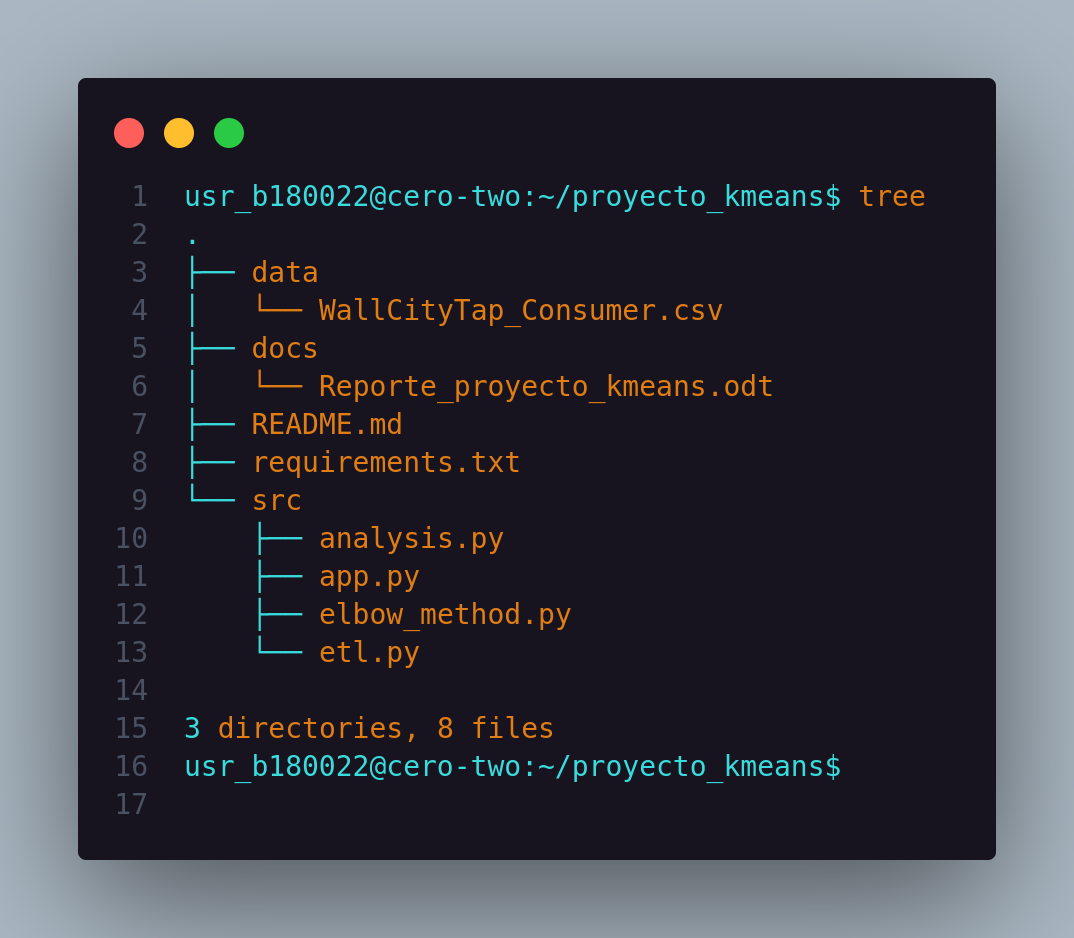 1 usr_b180022@cero-two:~/proyecto_kmeans$ tree
2 .
3 ├── data
4 │   └── WallCityTap_Consumer.csv
5 ├── docs
6 │   └── Reporte_proyecto_kmeans.odt
7 ├── README.md
8 ├── requirements.txt
9 └── src
10     ├── analysis.py
11     ├── app.py
12     ├── elbow_method.py
13     └── etl.py
14
15 3 directories, 8 files
16 usr_b180022@cero-two:~/proyecto_kmeans$
17